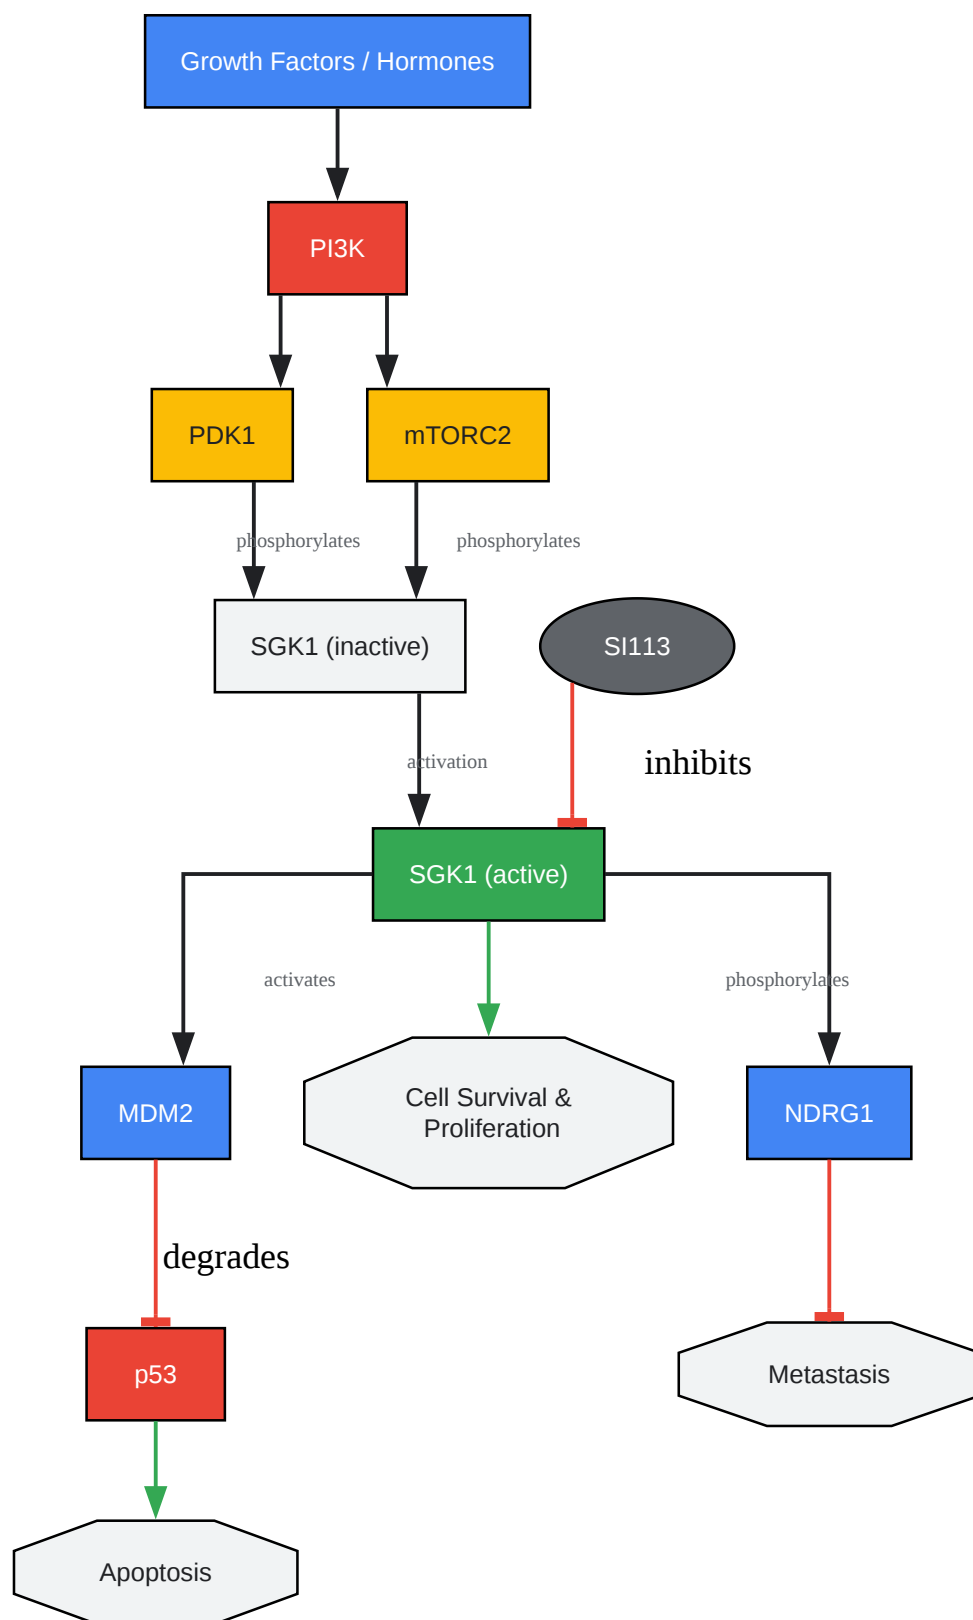 Growth Factors / Hormones
PI3K
PDK1
mTORC2
phosphorylates
phosphorylates
SGK1 (inactive)
SI113
activation
inhibits
SGK1 (active)
activates
phosphorylates
MDM2
Cell Survival &
Proliferation
NDRG1
degrades
p53
Metastasis
Apoptosis